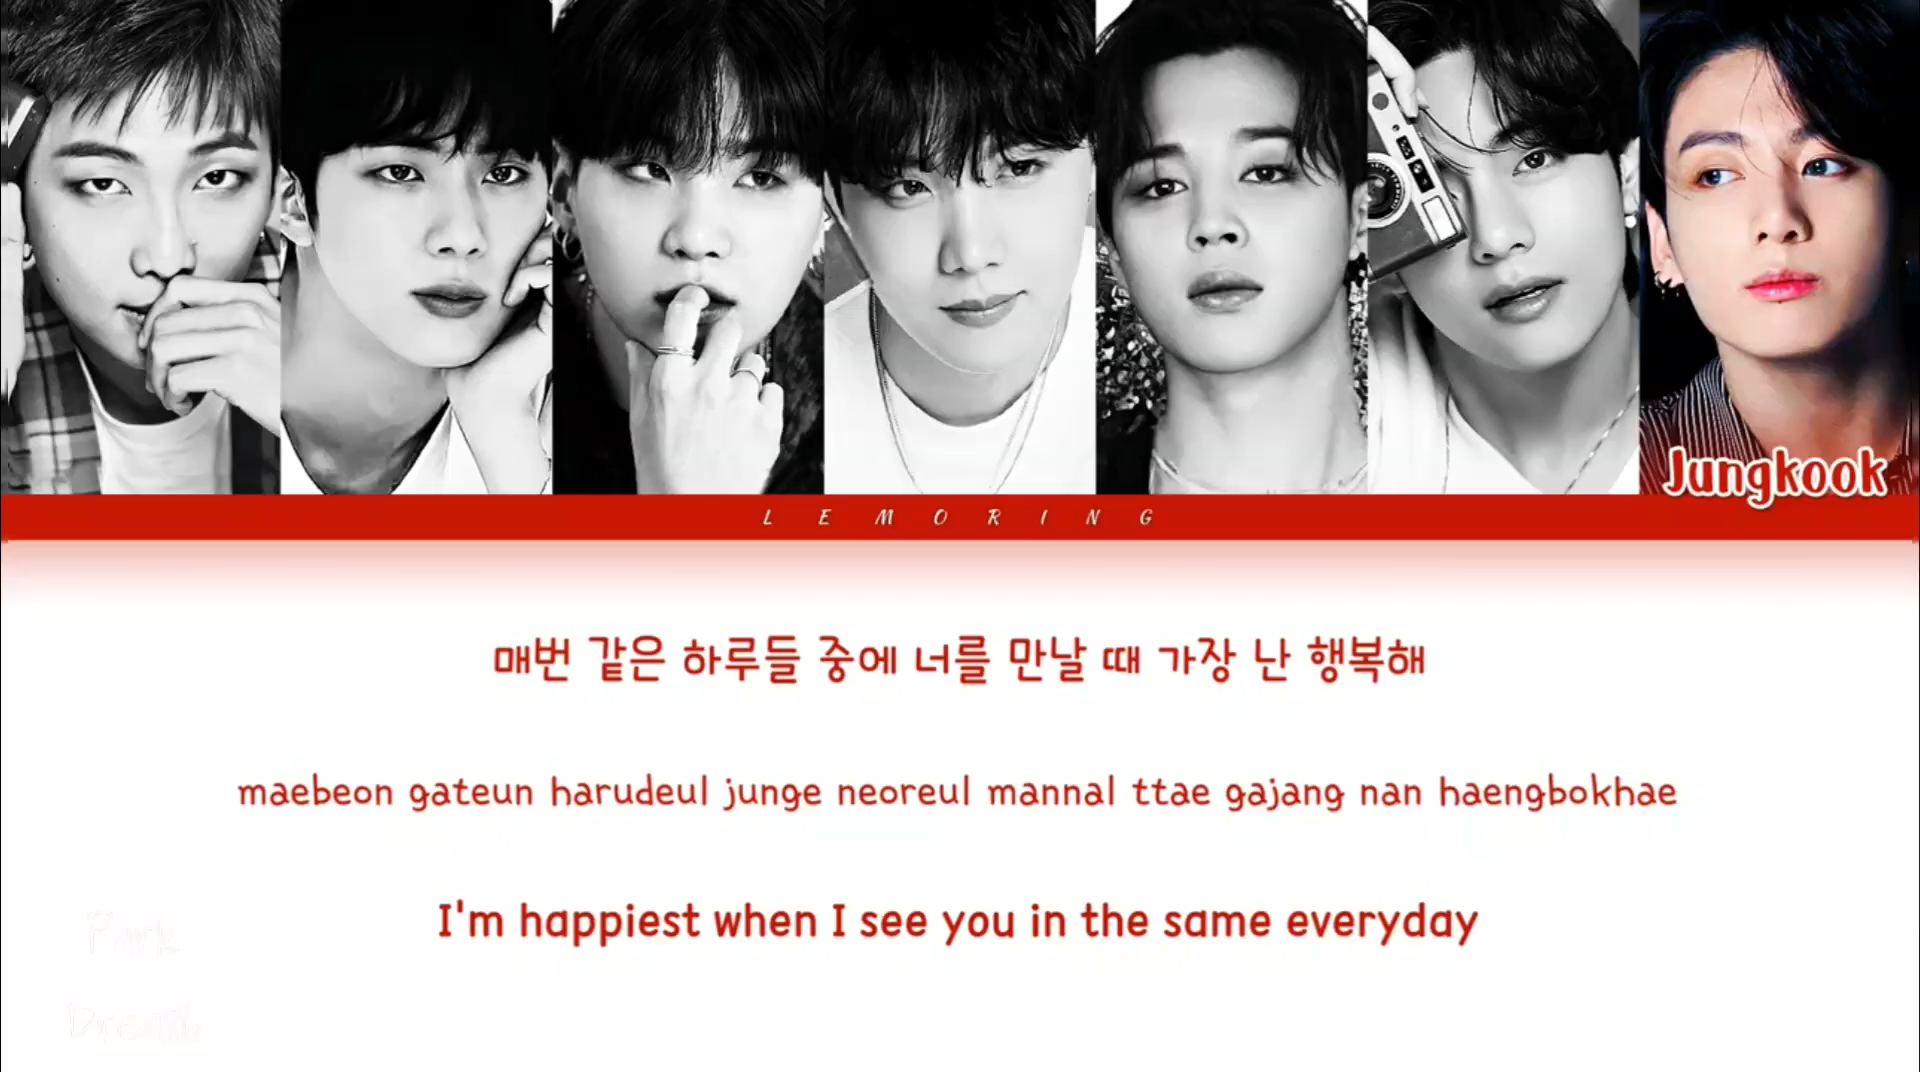 Jungkook
LEMORING
매번 같은 하루들 중에 너를 만날 때 가장 난 행복해
maebeon gateun harudeul junge neoreul mannal ttae gajang nan haengbokhae
I'm happiest when I see you in the same everyday
Park